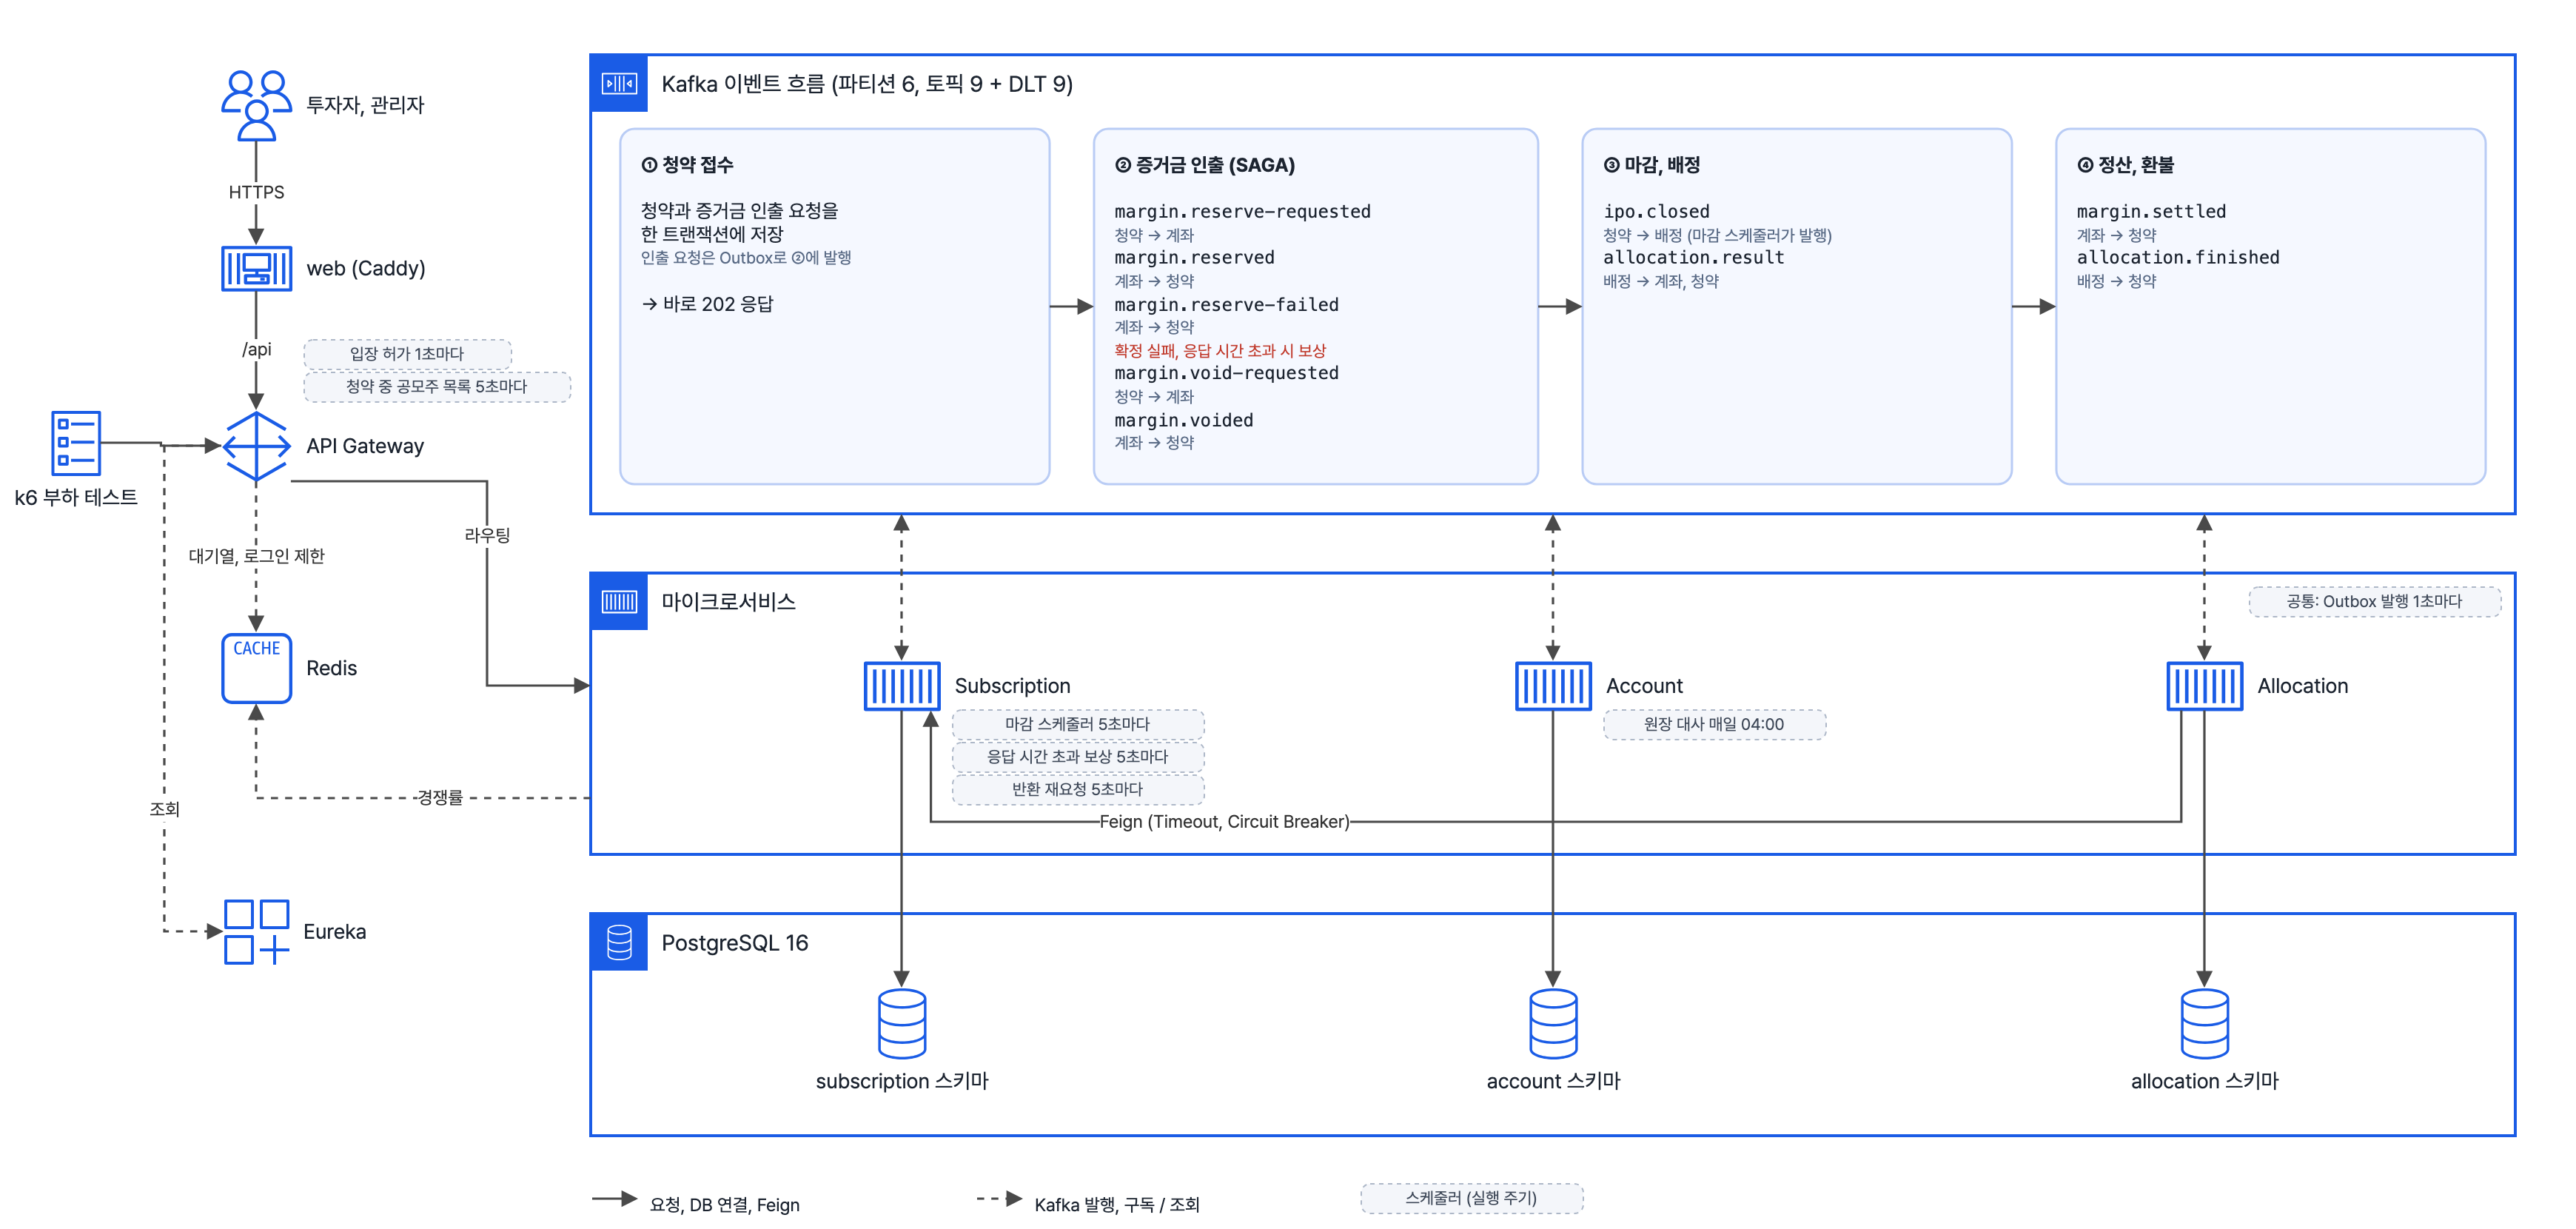 투자자, 관리자
HTTPS
web (Caddy)
/api
입장 허가 1초마다
청약 중 공모주 목록 5초마다
API Gateway
k6 부하 테스트
라우팅
대기열, 로그인 제한
CACHE
Redis
경쟁률
조회
Eureka
Kafka 이벤트 흐름 (파티션 6, 토픽 9 + DLT 9)
① 청약 접수
청약과 증거금 인출 요청을
한 트랜잭션에 저장
인출 요청은 Outbox로 ②에 발행
→ 바로 202 응답
② 증거금 인출 (SAGA)
margin.reserve-requested
청약 → 계좌
margin.reserved
계좌 → 청약
margin.reserve-failed
계좌 → 청약
확정 실패, 응답 시간 초과 시 보상
margin.void-requested
청약 → 계좌
margin.voided
계좌 → 청약
③ 마감, 배정
ipo.closed
청약 → 배정 (마감 스케줄러가 발행)
allocation.result
배정 → 계좌, 청약
④ 정산, 환불
margin.settled
계좌 → 청약
allocation.finished
배정 → 청약
마이크로서비스
공통: Outbox 발행 1초마다
Subscription
마감 스케줄러 5초마다
응답 시간 초과 보상 5초마다
반환 재요청 5초마다
Account
원장 대사 매일 04:00
Allocation
Feign (Timeout, Circuit Breaker)
PostgreSQL 16
subscription 스키마
account 스키마
allocation 스키마
요청, DB 연결, Feign
Kafka 발행, 구독 / 조회
스케줄러 (실행 주기)